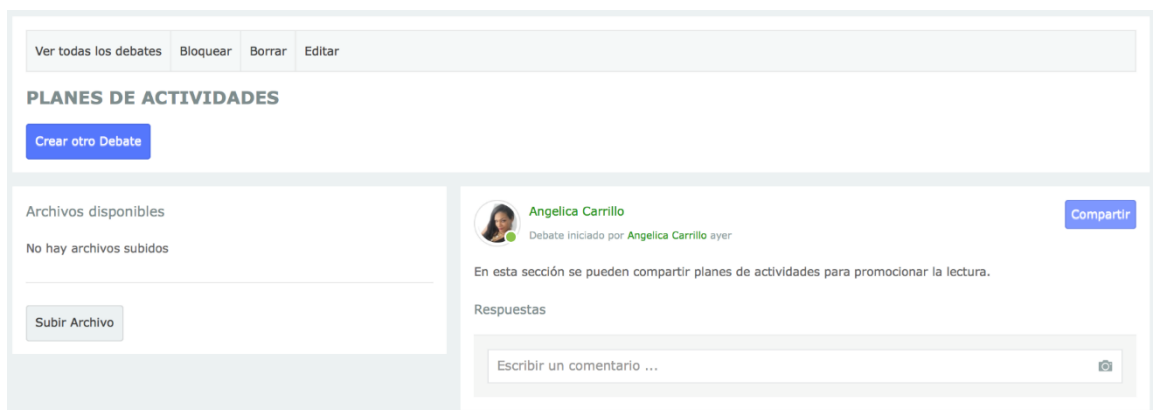 Ver todas los debates Bloquear Borrar Editar
PLANES DE ACTIVIDADES
Crear otro Debate
Archivos disponibles
No hay archivos subidos
Subir Archivo
Angelica Carrillo
Compartir
Debate iniciado por Angelica Carrillo ayer
En esta sección se pueden compartir planes de actividades para promocionar la lectura.
Respuestas
Escribir un comentario ...